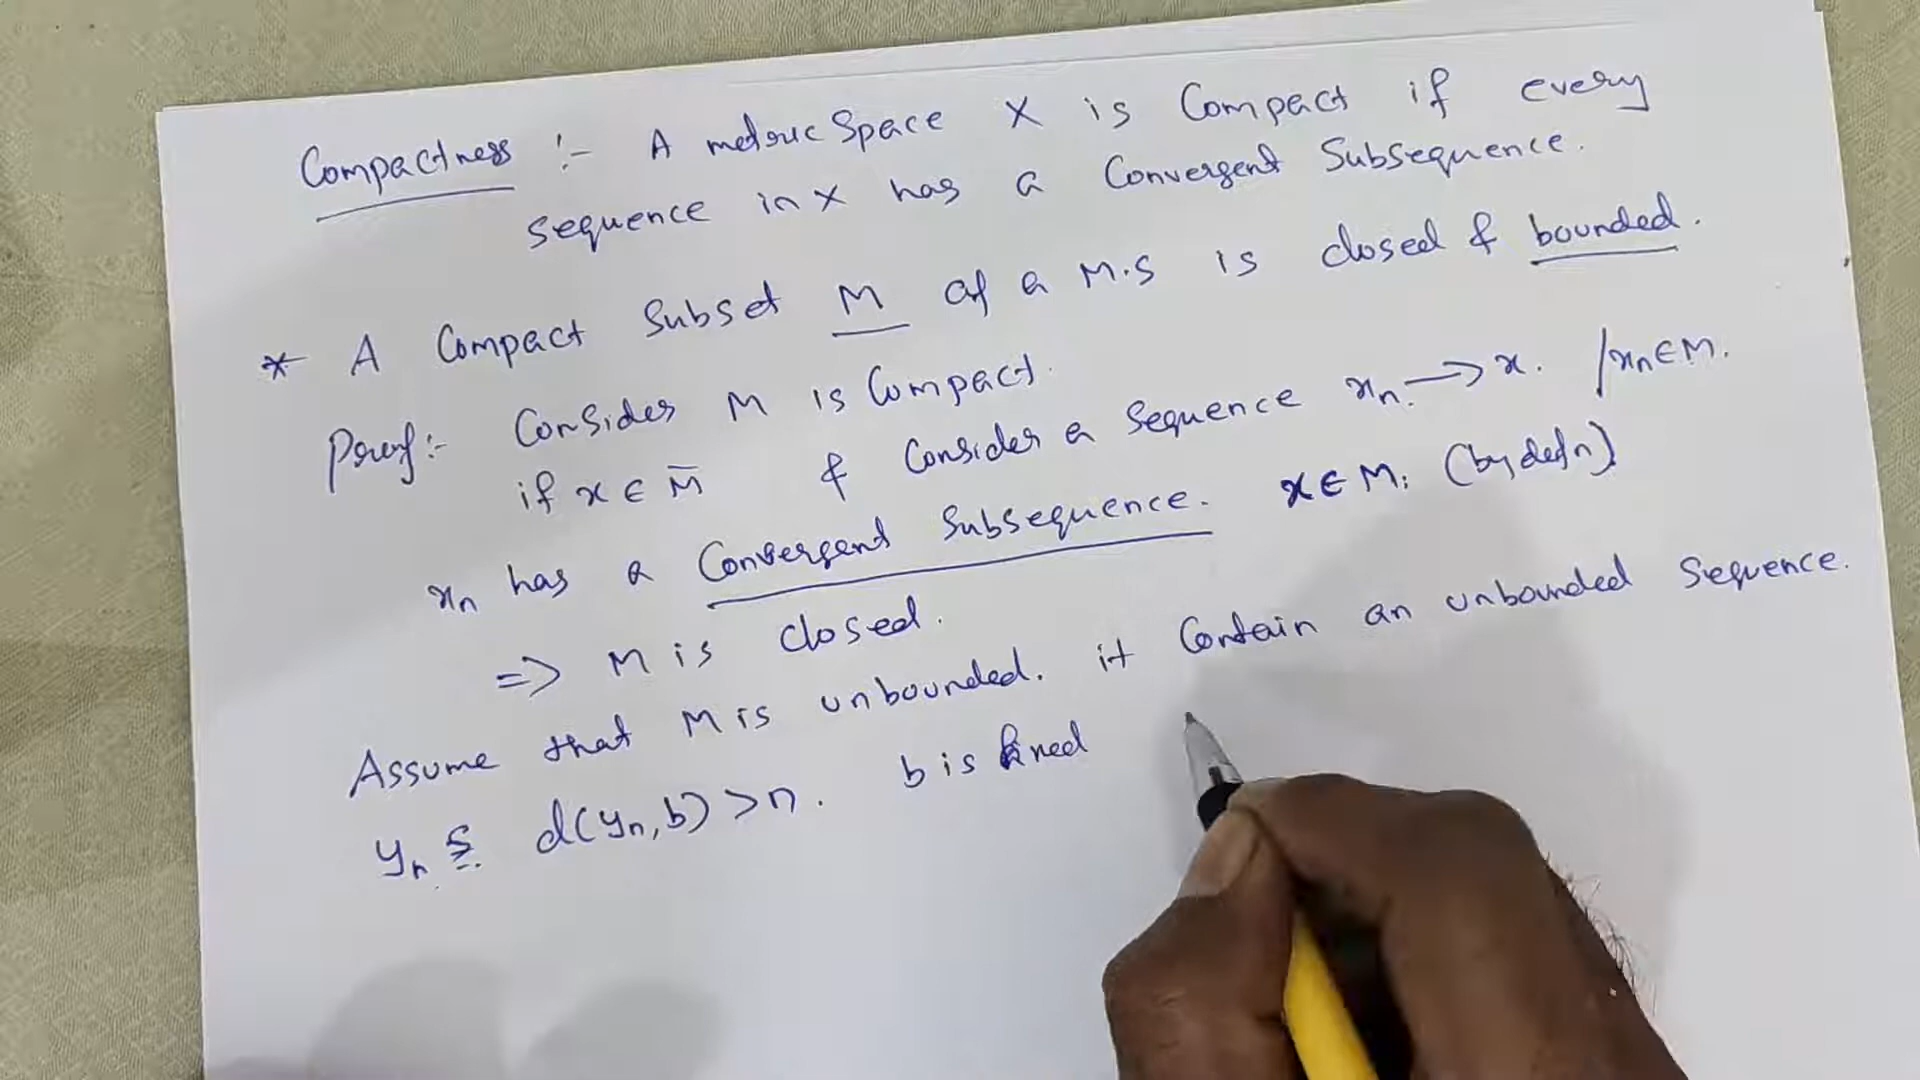 Compactness :- A metric Space X is Compact if every
sequence in X has a Convergent Subsequence.
* A Compact Subset M of a M.S is closed & bounded.
Proof:- Consider M is Compact.
if x ∈ M̄ & Consider a Sequence xₙ → x. / xₙ ∈ M.
xₙ has a Convergent Subsequence. x ∈ M. (by defn)
=> M is closed.
Assume that M is unbounded. it Contain an unbounded Sequence.
yₙ d(yₙ, b) > n. b is